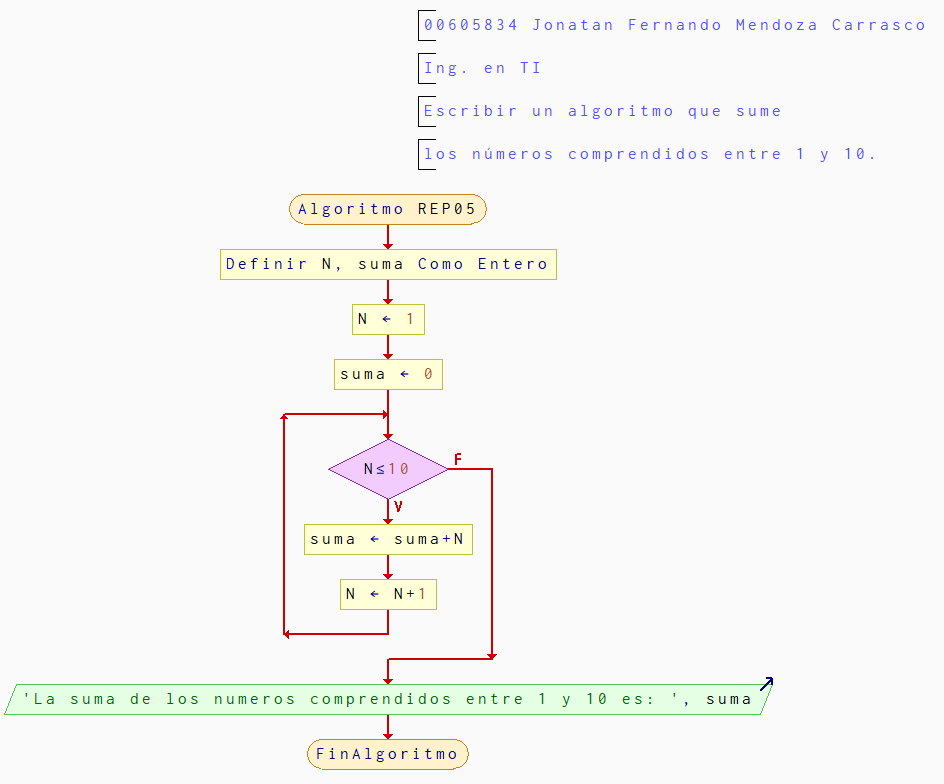 00605834 Jonatan Fernando Mendoza Carrasco
Ing. en TI
Escribir un algoritmo que sume
los números comprendidos entre 1 y 10.
Algoritmo REP05
Definir N, suma Como Entero
N ← 1
suma ← 0
N≤10
F
V
suma ← suma+N
N ← N+1
'La suma de los numeros comprendidos entre 1 y 10 es: ', suma
FinAlgoritmo